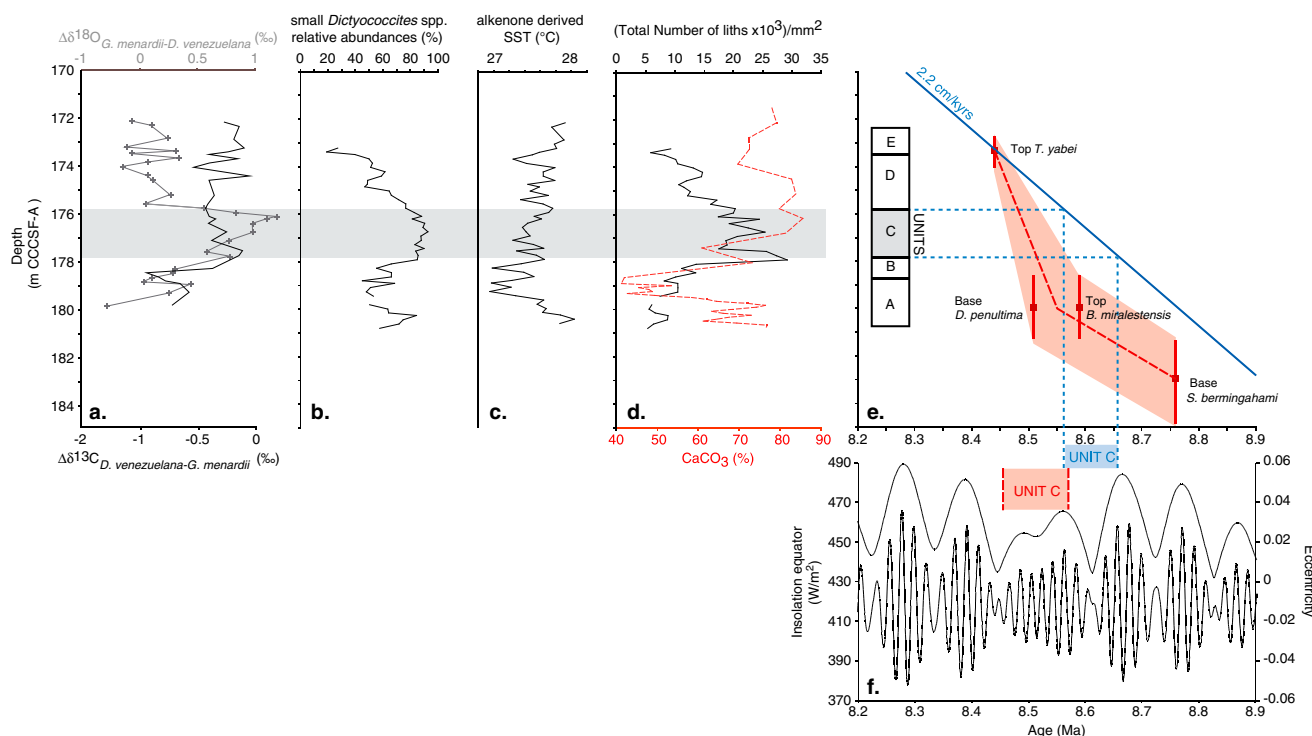 Δδ18O G. menardii-D. venezuelana (‰)
-1 0 0.5 1
small Dictyococcites spp.
relative abundances (%)
0 20 40 60 80 100
alkenone derived
SST (°C)
27 28
(Total Number of liths x10³)/mm²
0 5 10 15 20 25 30 35
Depth
(m CCCSF-A)
170
172
174
176
178
180
182
184
a.
b.
c.
d.
e.
-2 -1 -0.5 0
Δδ13C D. venezuelana-G. menardii (‰)
40 50 60 70 80 90
CaCO3 (%)
2.2 cm/kyrs
E
D
C
B
A
UNITS
Top T. yabei
Base
D. penultima
Top
B. miralestensis
Base
S. bermingahami
8.2 8.3 8.4 8.5 8.6 8.7 8.8 8.9
UNIT C
UNIT C
Insolation equator
(W/m²)
490
470
450
430
410
390
370
0.06
0.04
0.02
0
-0.02
-0.04
-0.06
Eccentricity
f.
8.2 8.3 8.4 8.5 8.6 8.7 8.8 8.9
Age (Ma)